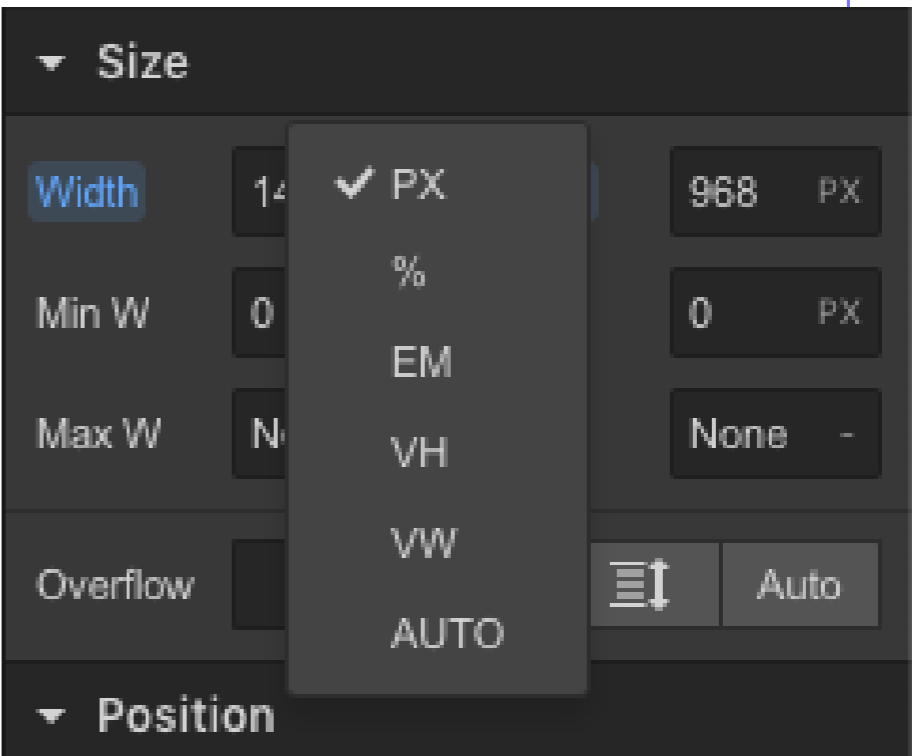 Size
Width 14 968 PX
Min W 0 0 PX
Max W N None -
Overflow Auto
PX
%
EM
VH
VW
AUTO
Position